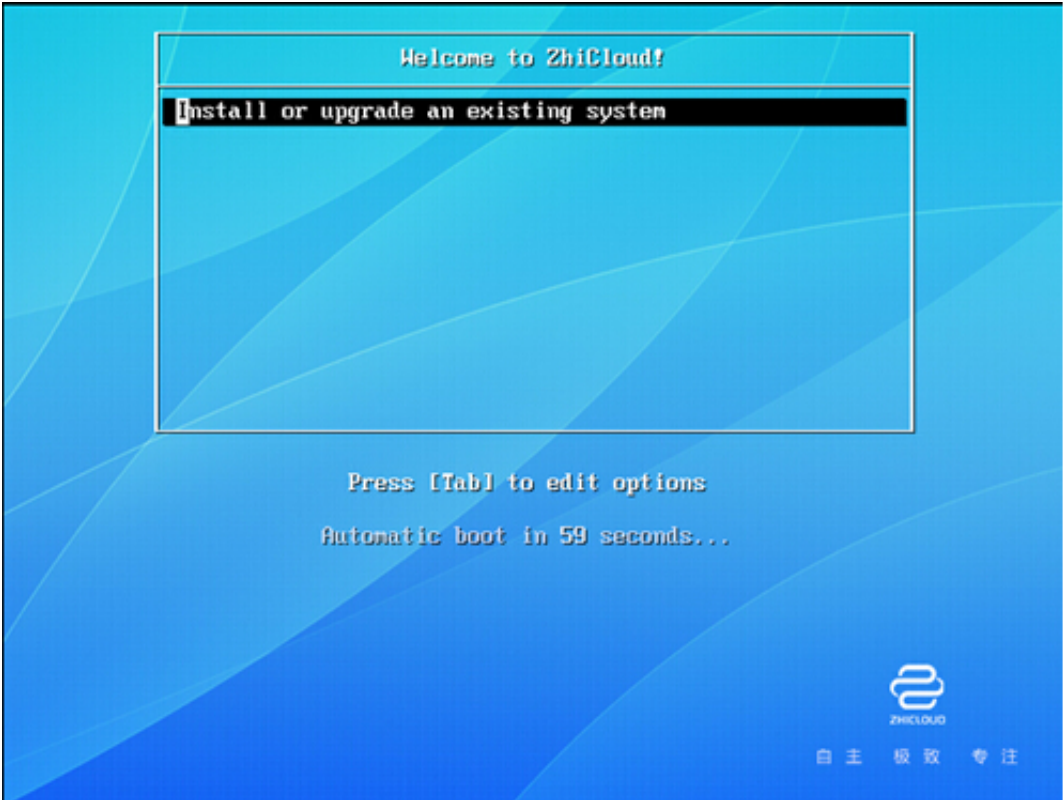 Welcome to ZhiCloud!
Install or upgrade an existing system
Press [Tab] to edit options
Automatic boot in 59 seconds...
ZHICLOUD
自主 极致 专注